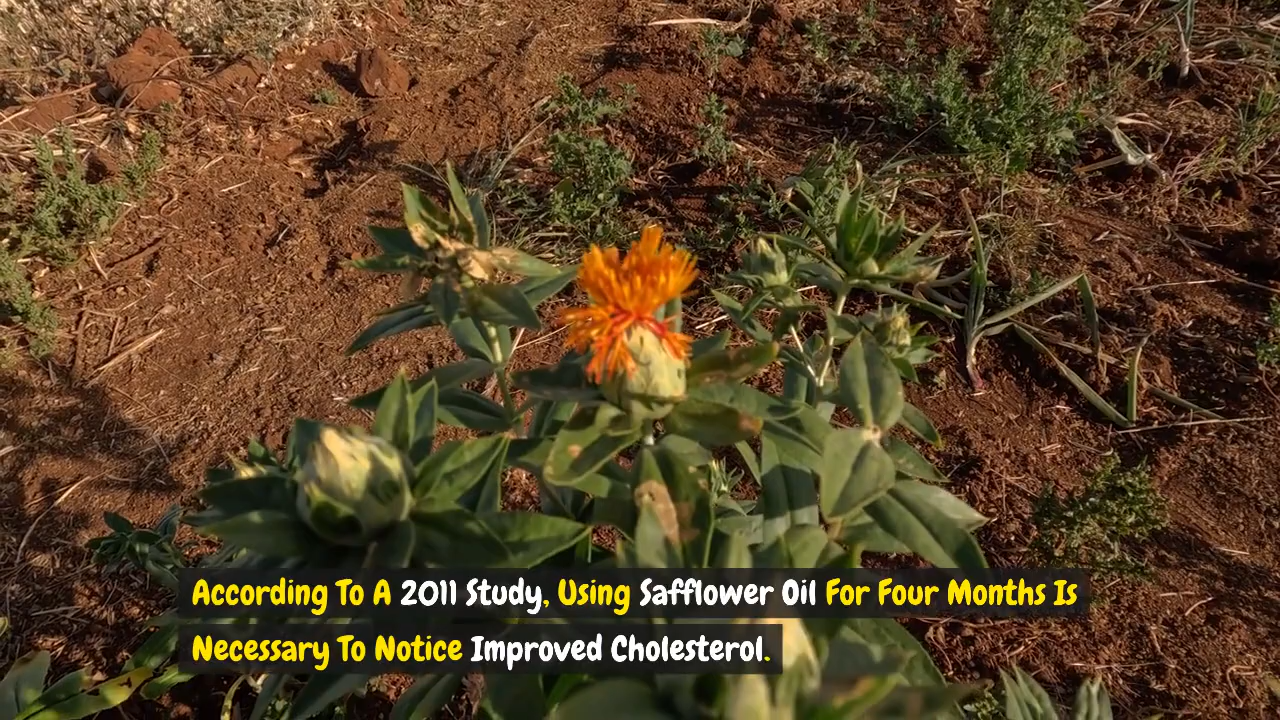 According To A 2011 Study, Using Safflower Oil For Four Months Is
Necessary To Notice Improved Cholesterol.